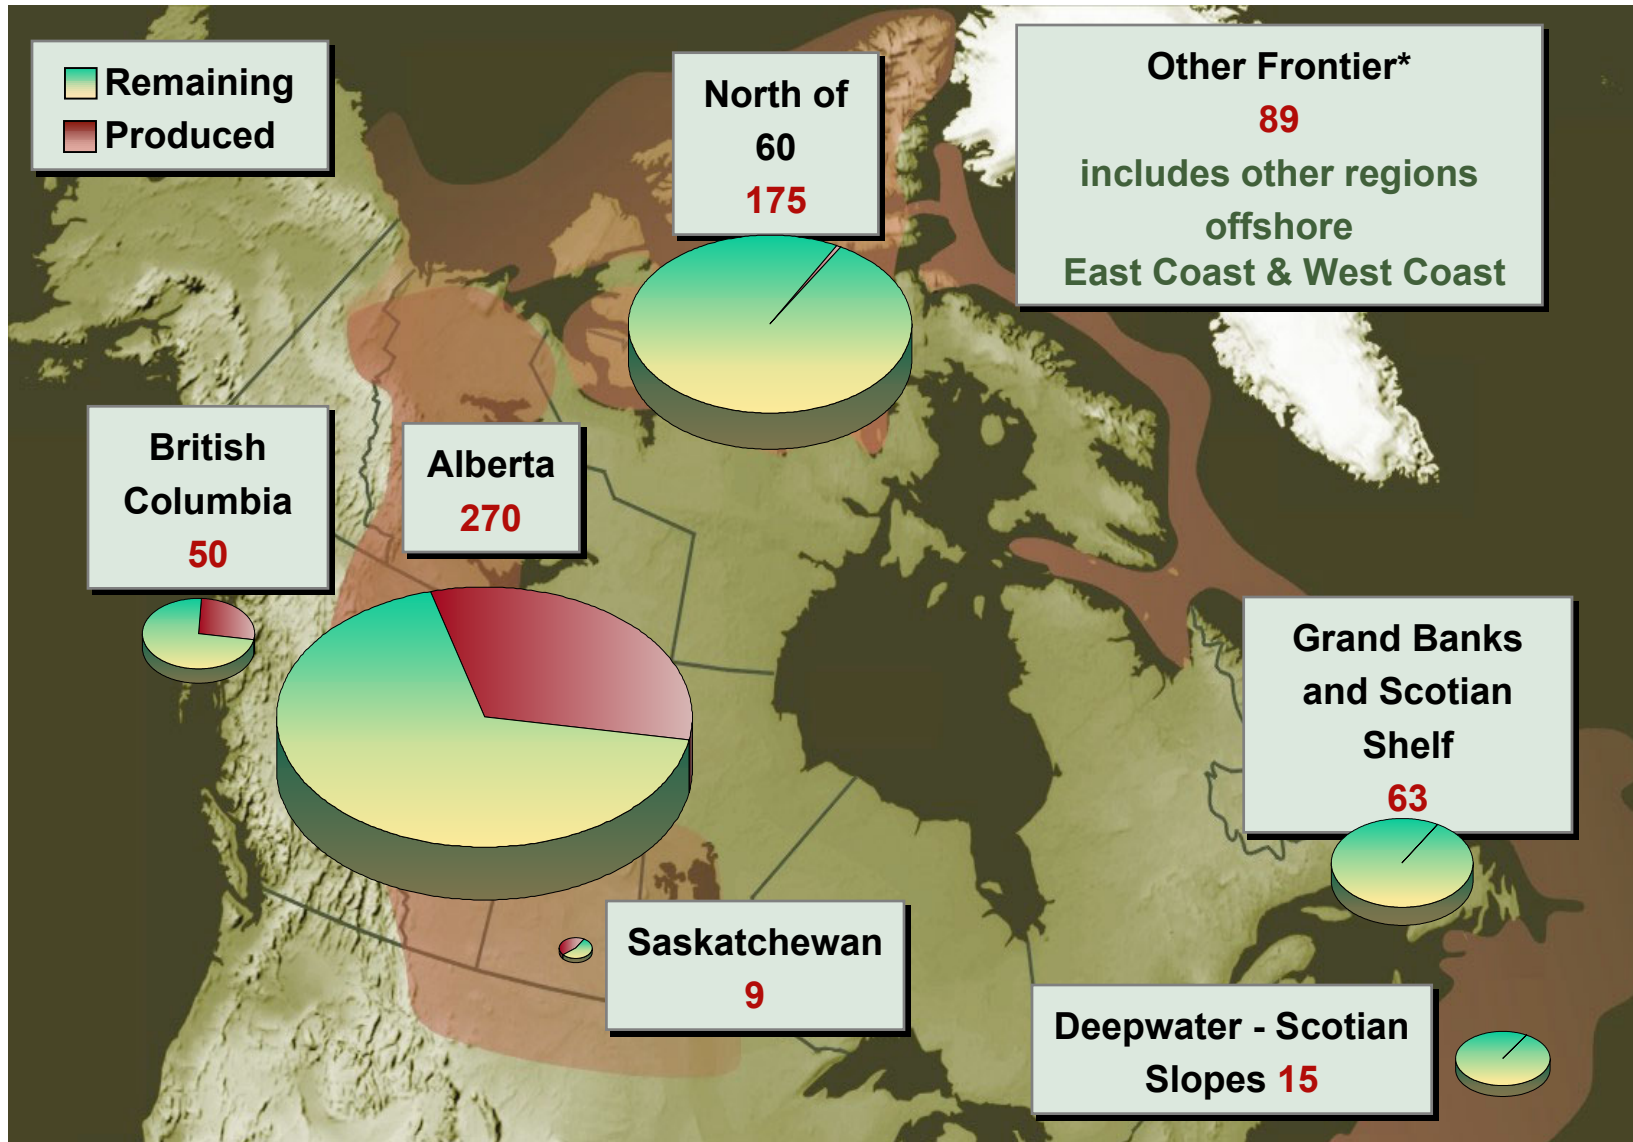 Remaining
Produced
North of
60
175
Other Frontier*
89
includes other regions
offshore
East Coast & West Coast
British
Columbia
50
Alberta
270
Grand Banks
and Scotian
Shelf
63
Saskatchewan
9
Deepwater - Scotian
Slopes 15